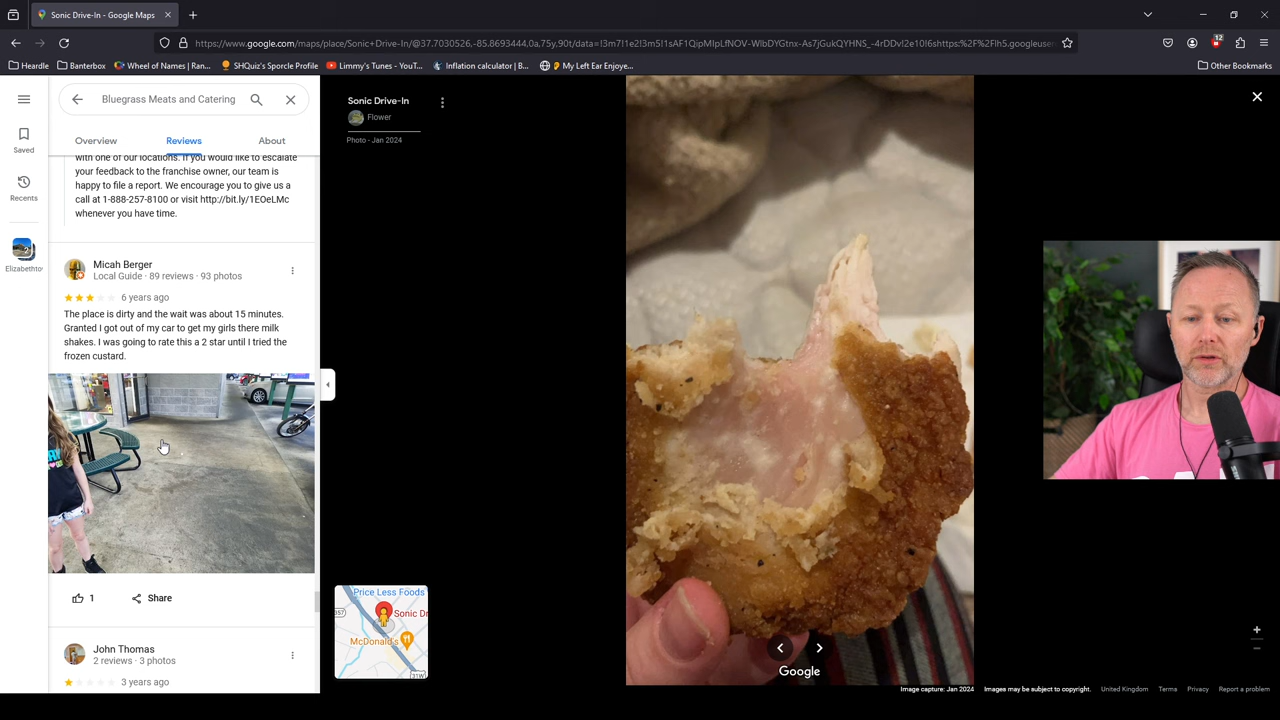 Sonic Drive-In - Google Maps
https://www.google.com/maps/place/Sonic+Drive-In/@37.7030526,-85.8693444,0a,75y,90t/data=!3m7!1e2!3m5!1sAF1QipMIpLfNOV-WlbDYGtnx-As7jGukQYHNS_-4rDDvl2e10!6shttps:%2F%2Flh5.googleuse
12
Heardle
Banterbox
Wheel of Names | Ran...
SHQuiz's Sporcle Profile
Limmy's Tunes - YouT...
Inflation calculator | B...
My Left Ear Enjoye...
Other Bookmarks
Bluegrass Meats and Catering
Saved
Recents
Elizabethto
Overview
Reviews
About
with one of our locations. If you would like to escalate
your feedback to the franchise owner, our team is
happy to file a report. We encourage you to give us a
call at 1-888-257-8100 or visit http://bit.ly/1EOeLMc
whenever you have time.
Micah Berger
Local Guide · 89 reviews · 93 photos
6 years ago
The place is dirty and the wait was about 15 minutes.
Granted I got out of my car to get my girls there milk
shakes. I was going to rate this a 2 star until I tried the
frozen custard.
1
Share
John Thomas
2 reviews · 3 photos
3 years ago
Sonic Drive-In
Flower
Photo - Jan 2024
Price Less Foods
357
Sonic Dr
McDonald's
31W
Google
Image capture: Jan 2024
Images may be subject to copyright.
United Kingdom
Terms
Privacy
Report a problem